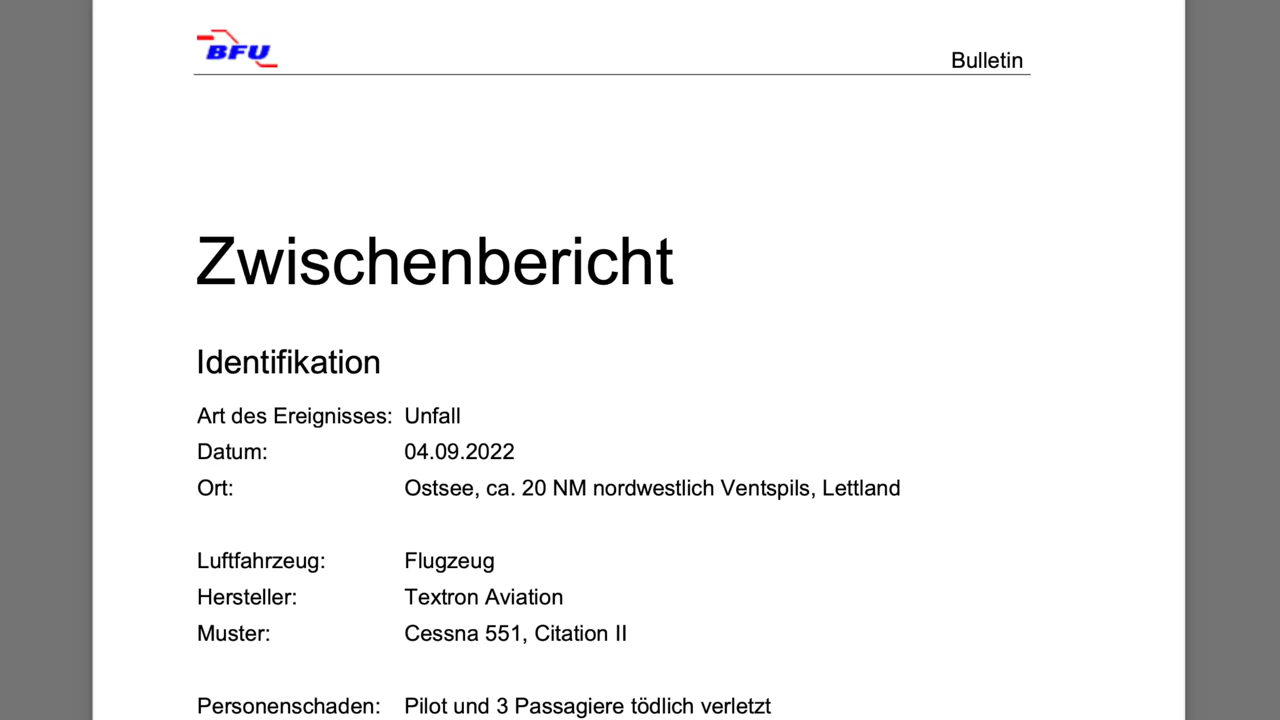 BFU
Bulletin
Zwischenbericht
Identifikation
Art des Ereignisses: Unfall
Datum: 04.09.2022
Ort: Ostsee, ca. 20 NM nordwestlich Ventspils, Lettland
Luftfahrzeug: Flugzeug
Hersteller: Textron Aviation
Muster: Cessna 551, Citation II
Personenschaden: Pilot und 3 Passagiere tödlich verletzt